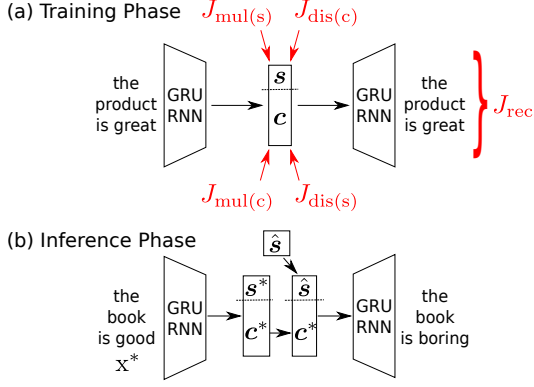 (a) Training Phase
J_mul(s) J_dis(c)
the
product
is great
GRU
RNN
s
c
GRU
RNN
the
product
is great
} J_rec
J_mul(c) J_dis(s)
(b) Inference Phase
ŝ
the
book
is good
x*
GRU
RNN
s*
c*
ŝ
c*
GRU
RNN
the
book
is boring